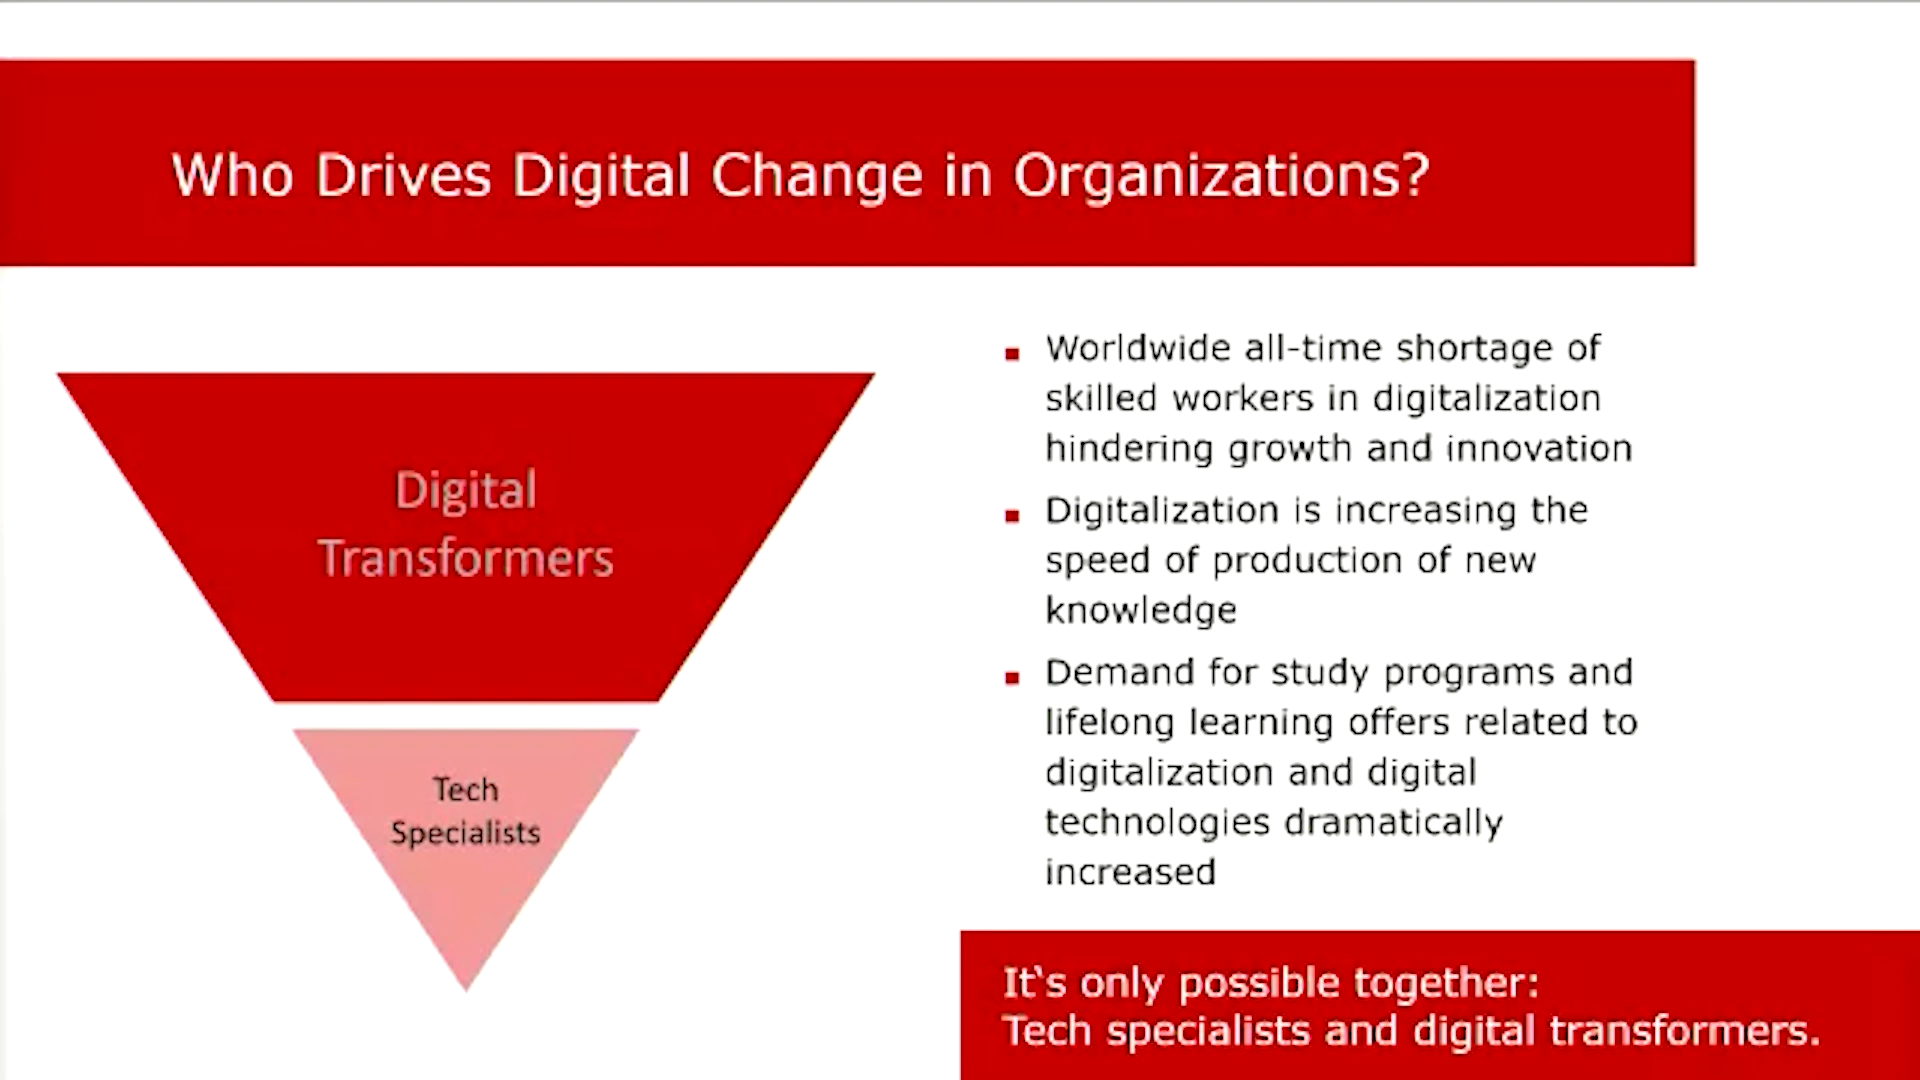 Who Drives Digital Change in Organizations?
Digital
Transformers
Tech
Specialists
Worldwide all-time shortage of
skilled workers in digitalization
hindering growth and innovation
Digitalization is increasing the
speed of production of new
knowledge
Demand for study programs and
lifelong learning offers related to
digitalization and digital
technologies dramatically
increased
It‘s only possible together:
Tech specialists and digital transformers.